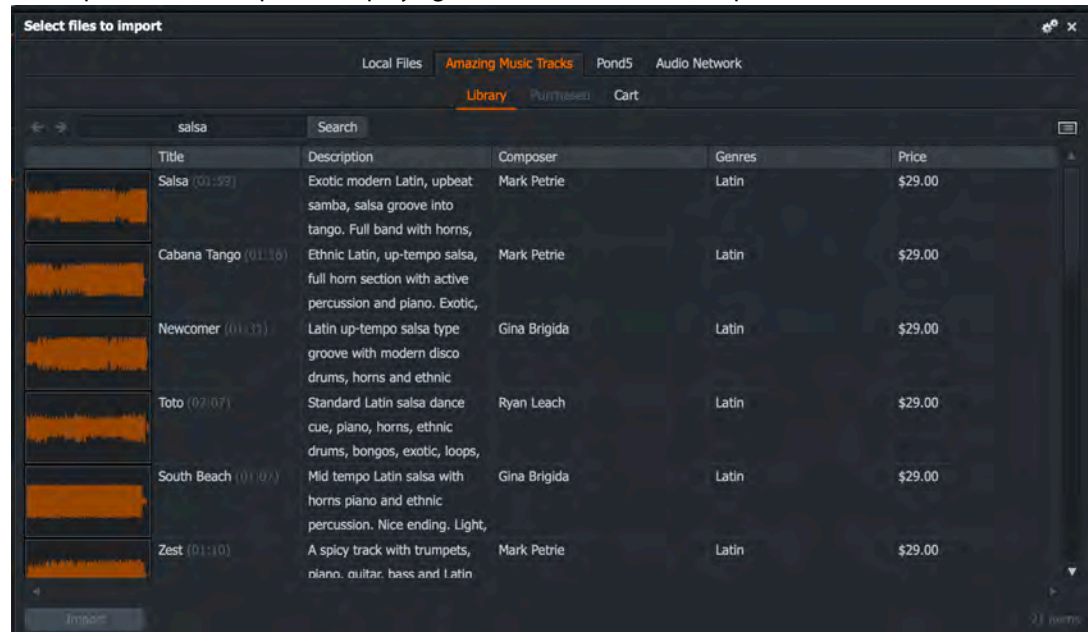 Select files to import
Local Files Amazing Music Tracks Pond5 Audio Network
Library Purchased Cart
salsa Search
Title Description Composer Genres Price
Salsa (01:59) Exotic modern Latin, upbeat Mark Petrie Latin $29.00
samba, salsa groove into
tango. Full band with horns,
Cabana Tango (01:16) Ethnic Latin, up-tempo salsa, Mark Petrie Latin $29.00
full horn section with active
percussion and piano. Exotic,
Newcomer Latin up-tempo salsa type Gina Brigida Latin $29.00
groove with modern disco
drums, horns and ethnic
Toto (02:07) Standard Latin salsa dance Ryan Leach Latin $29.00
cue, piano, horns, ethnic
drums, bongos, exotic, loops,
South Beach (01:07) Mid tempo Latin salsa with Gina Brigida Latin $29.00
horns piano and ethnic
percussion. Nice ending. Light,
Zest (01:10) A spicy track with trumpets, Mark Petrie Latin $29.00
piano, guitar, bass and Latin
Import 21 items